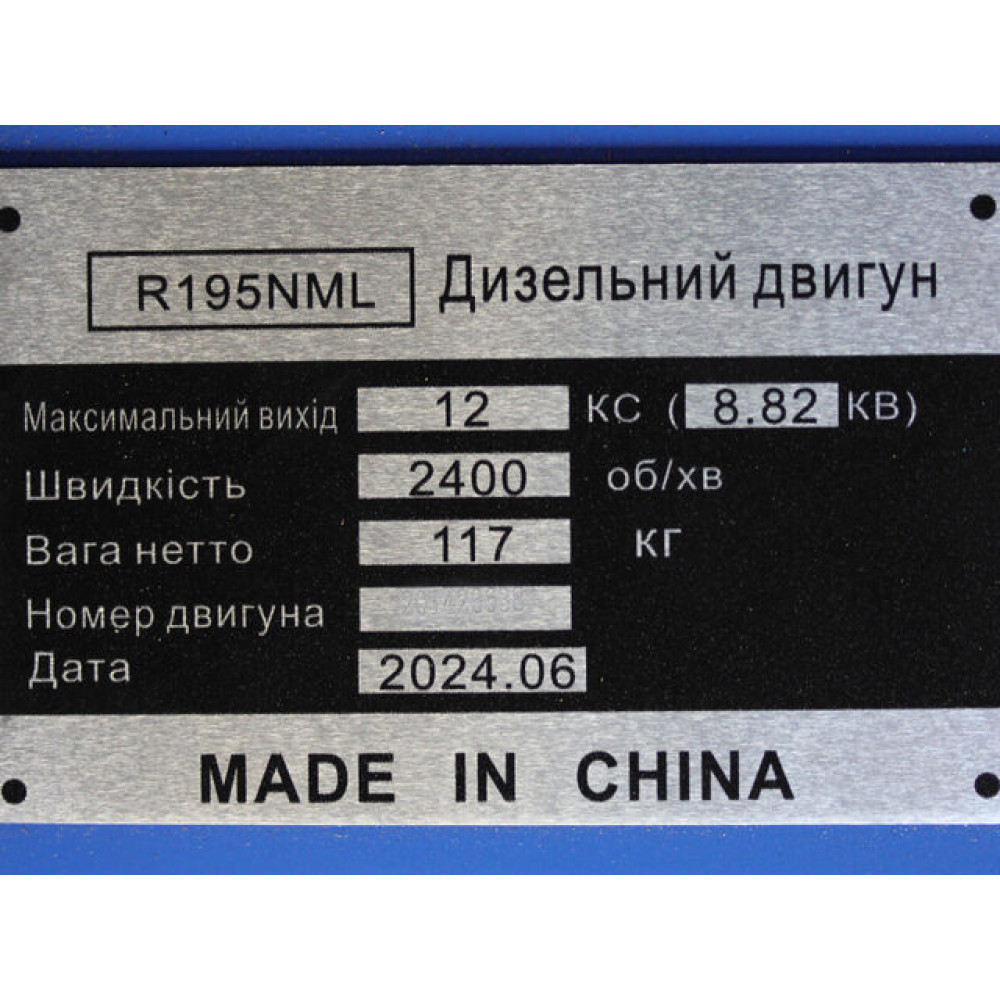 R195NML Дизельний двигун
Максимальний вихід 12 КС ( 8.82 КВ)
Швидкість 2400 об/хв
Вага нетто 117 кг
Номер двигуна
Дата 2024.06
MADE IN CHINA